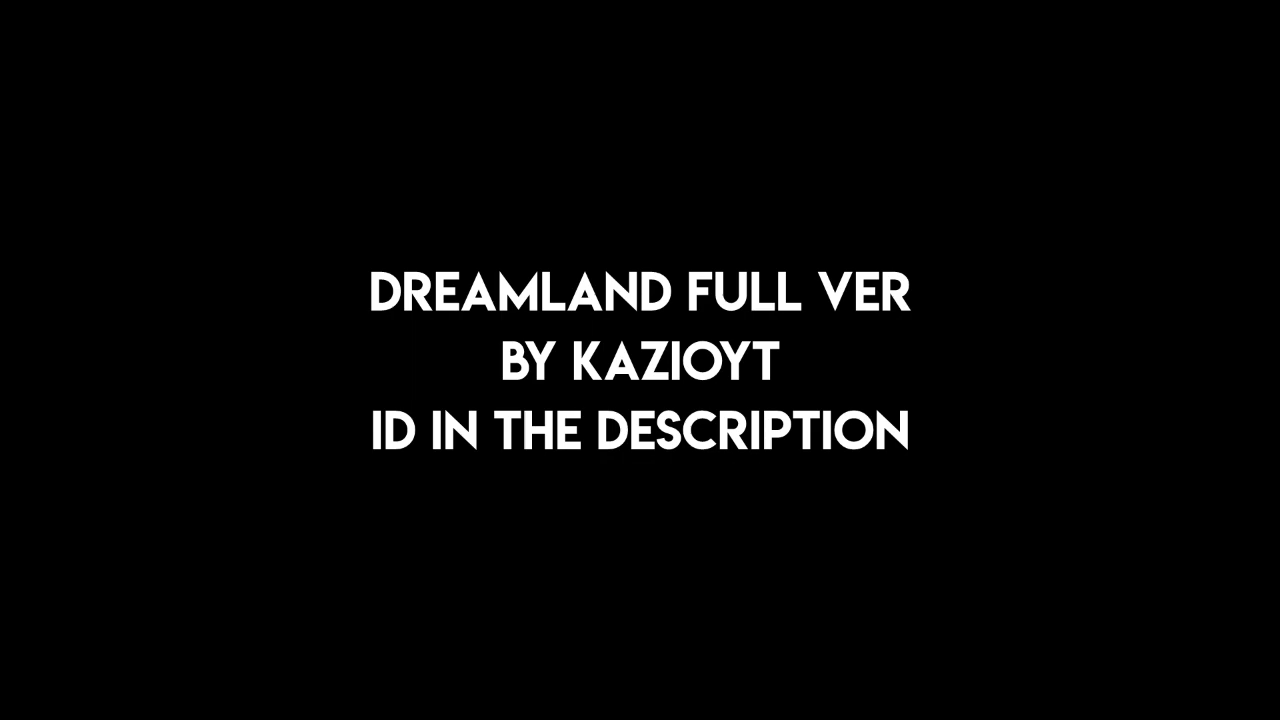 DREAMLAND FULL VER
BY KAZIOYT
ID IN THE DESCRIPTION